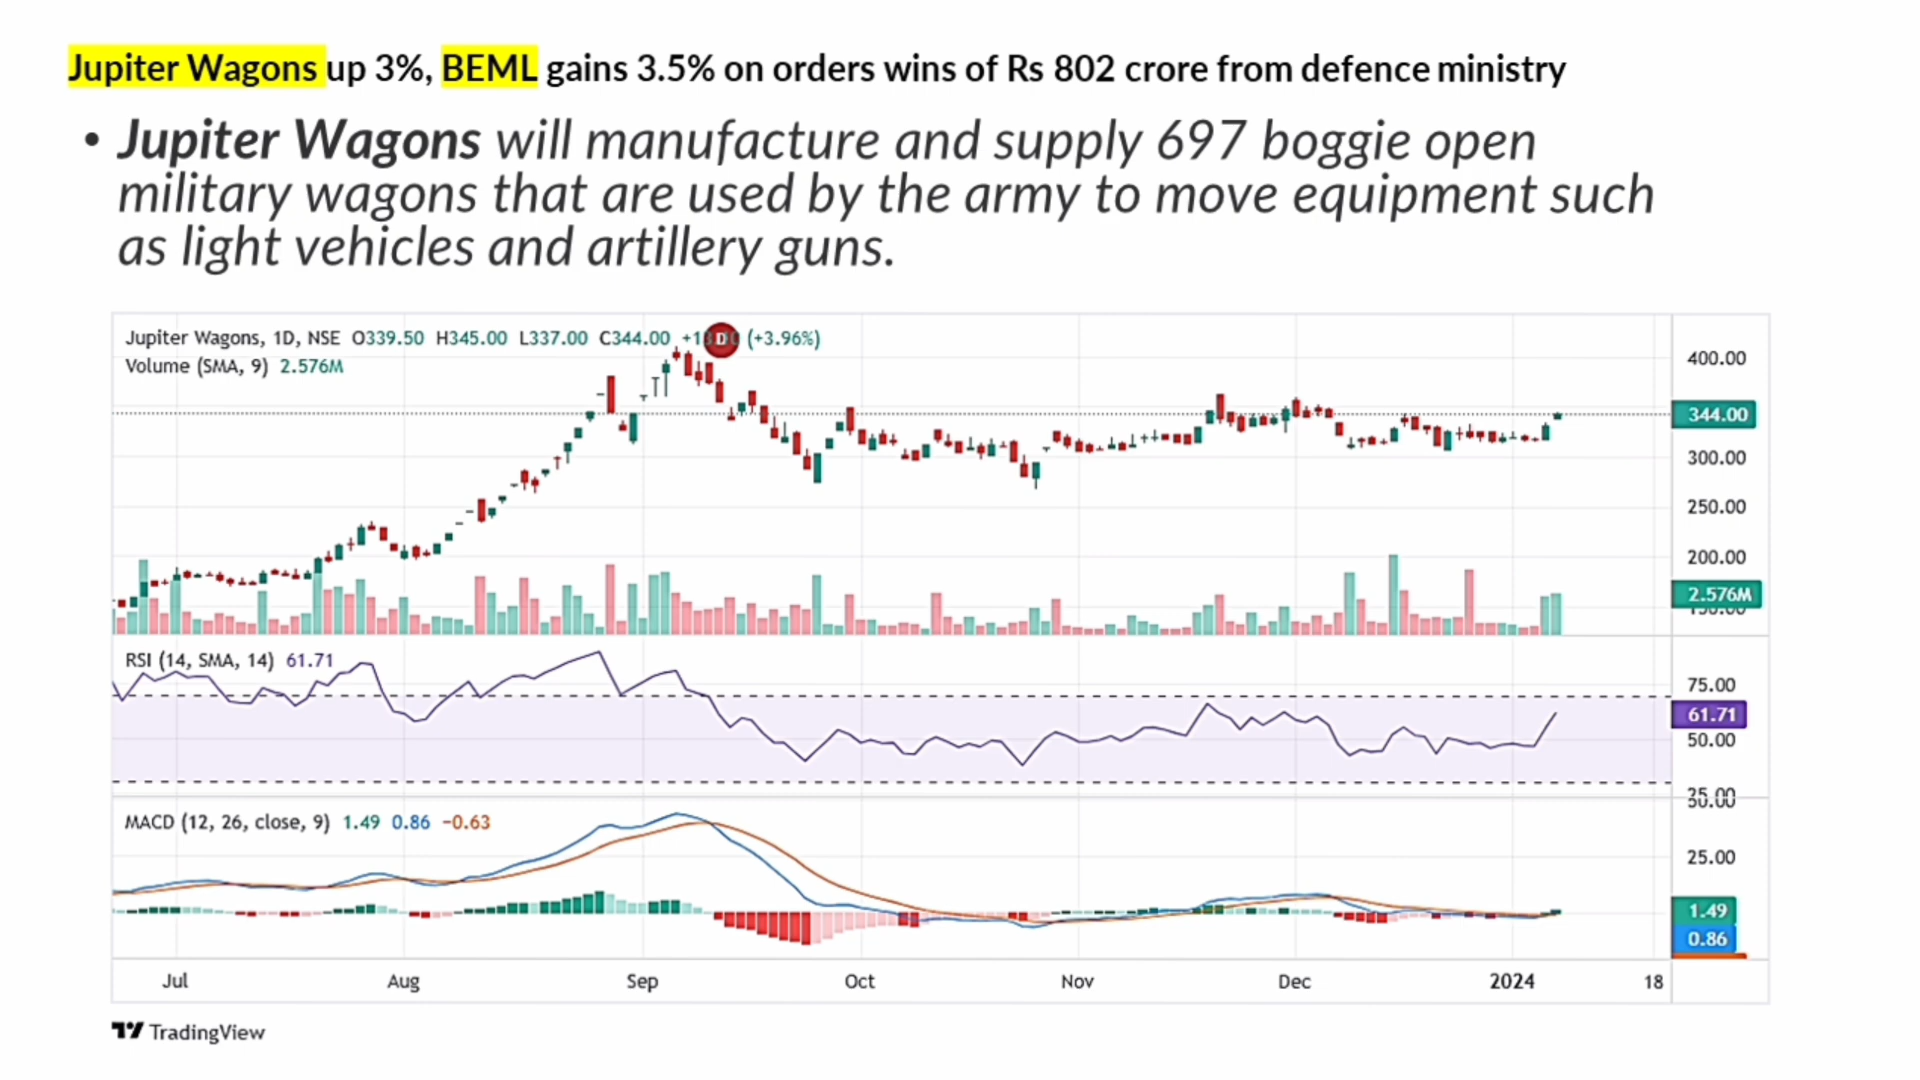 Jupiter Wagons up 3%, BEML gains 3.5% on orders wins of Rs 802 crore from defence ministry
• Jupiter Wagons will manufacture and supply 697 boggie open
military wagons that are used by the army to move equipment such
as light vehicles and artillery guns.
Jupiter Wagons, 1D, NSE O339.50 H345.00 L337.00 C344.00 D (+3.96%)
Volume (SMA, 9) 2.576M
400.00
344.00
300.00
250.00
200.00
2.576M
150.00
RSI (14, SMA, 14) 61.71
75.00
61.71
50.00
25.00
50.00
MACD (12, 26, close, 9) 1.49 0.86 −0.63
25.00
1.49
0.86
Jul Aug Sep Oct Nov Dec 2024 18
TradingView